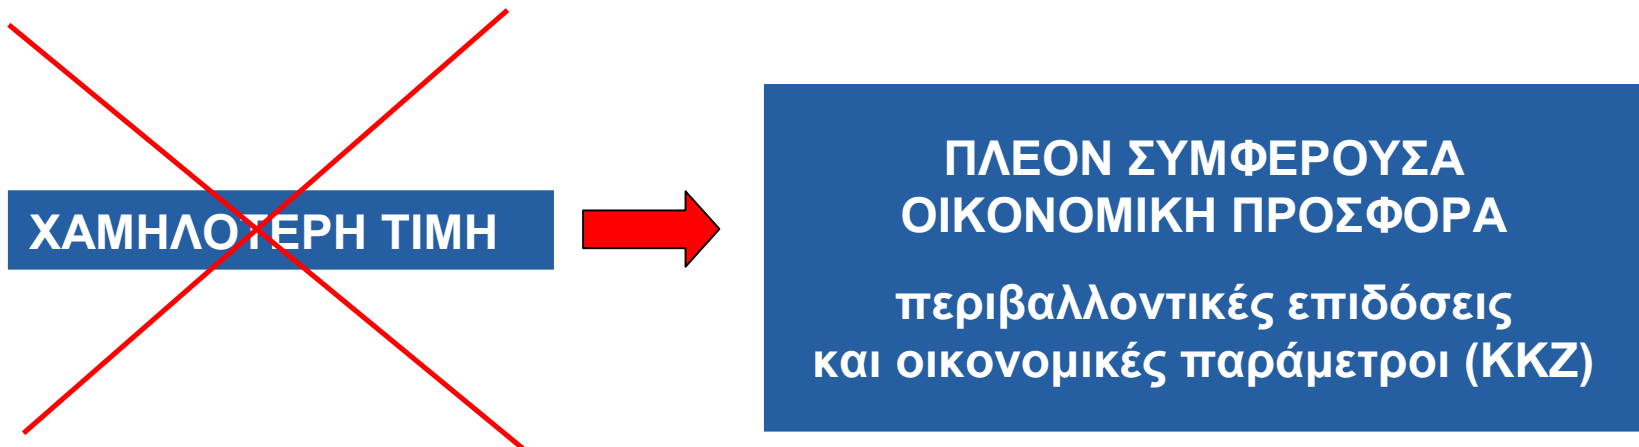 ΧΑΜΗΛΟΤΕΡΗ ΤΙΜΗ
ΠΛΕΟΝ ΣΥΜΦΕΡΟΥΣΑ
ΟΙΚΟΝΟΜΙΚΗ ΠΡΟΣΦΟΡΑ
περιβαλλοντικές επιδόσεις
και οικονομικές παράμετροι (ΚΚΖ)